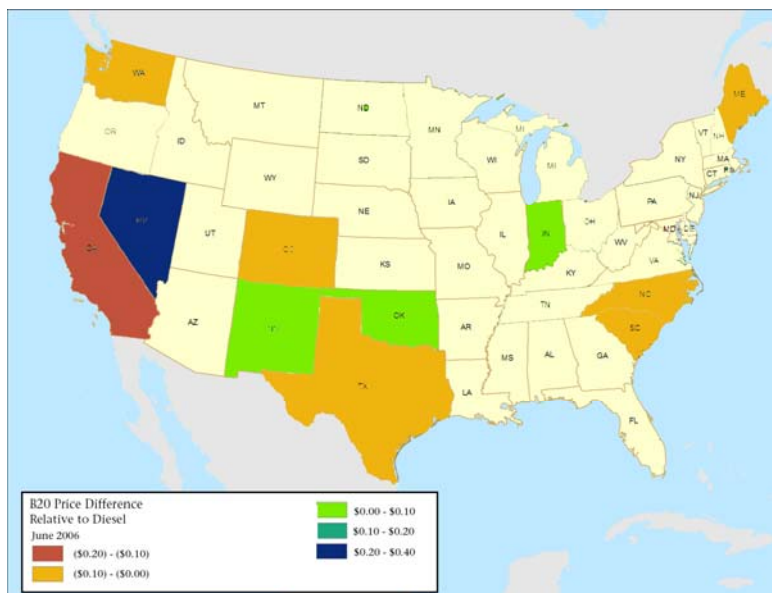 WA
ME
MT
ND
MN
VT
NH
OR
ID
SD
WI
MI
MI
NY
MA
CT
WY
IA
PA
NJ
NE
IL
IN
OH
MD
DE
UT
CO
WV
VA
CA
KS
MO
KY
NC
TN
AZ
OK
AR
SC
MS
AL
GA
TX
LA
FL
B20 Price Difference
Relative to Diesel
June 2006
($0.20) - ($0.10)
($0.10) - ($0.00)
$0.00 - $0.10
$0.10 - $0.20
$0.20 - $0.40